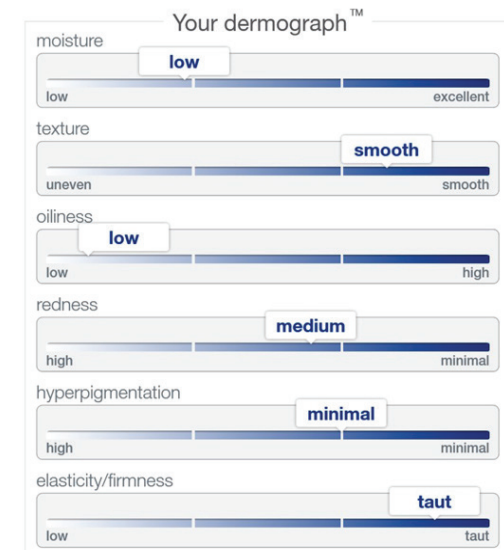 Your dermograph™
moisture
low
low excellent
texture
smooth
uneven smooth
oiliness
low
low high
redness
medium
high minimal
hyperpigmentation
minimal
high minimal
elasticity/firmness
taut
low taut